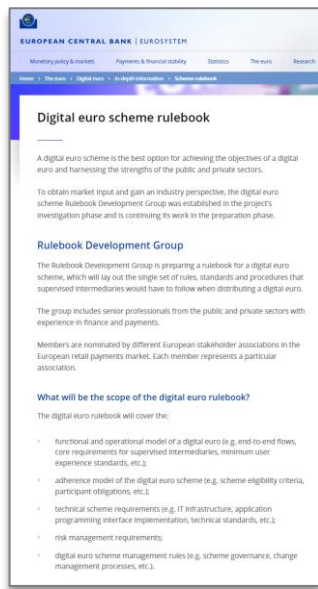 EUROPEAN CENTRAL BANK | EUROSYSTEM
Monetary policy & markets Payments & financial stability Statistics The euro Research
Home > The euro > Digital euro > In-depth information > Scheme rulebook
Digital euro scheme rulebook
A digital euro scheme is the best option for achieving the objectives of a digital
euro and harnessing the strengths of the public and private sectors.
To obtain market input and gain an industry perspective, the digital euro
scheme Rulebook Development Group was established in the project's
investigation phase and is continuing its work in the preparation phase.
Rulebook Development Group
The Rulebook Development Group is preparing a rulebook for a digital euro
scheme, which will lay out the single set of rules, standards and procedures that
supervised intermediaries would have to follow when distributing a digital euro.
The group includes senior professionals from the public and private sectors with
experience in finance and payments.
Members are nominated by different European stakeholder associations in the
European retail payments market. Each member represents a particular
association.
What will be the scope of the digital euro rulebook?
The digital euro rulebook will cover the:
› functional and operational model of a digital euro (e.g. end-to-end flows,
core requirements for supervised intermediaries, minimum user
experience standards, etc.);
› adherence model of the digital euro scheme (e.g. scheme eligibility criteria,
participant obligations, etc.);
› technical scheme requirements (e.g. IT infrastructure, application
programming interface implementation, technical standards, etc.);
› risk management requirements;
› digital euro scheme management rules (e.g. scheme governance, change
management processes, etc.).